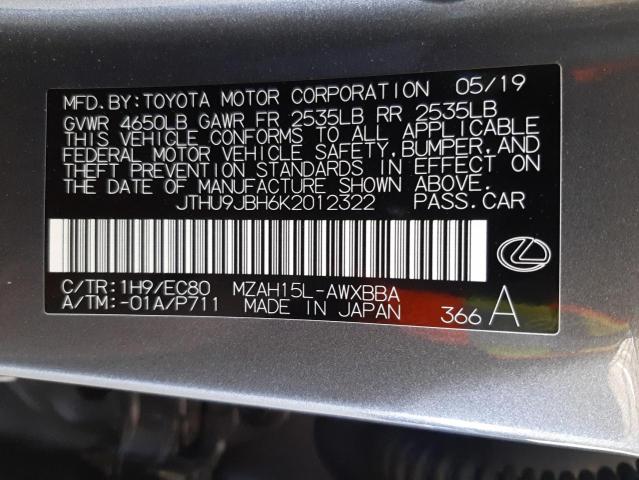 MFD. BY: TOYOTA MOTOR CORPORATION 05/19
GVWR 4650LB GAWR FR 2535LB RR 2535LB
THIS VEHICLE CONFORMS TO ALL APPLICABLE
FEDERAL MOTOR VEHICLE SAFETY, BUMPER, AND
THEFT PREVENTION STANDARDS IN EFFECT ON
THE DATE OF MANUFACTURE SHOWN ABOVE.
JTHU9JBH6K2012322 PASS. CAR
C/TR: 1H9/EC80 MZAH15L-AWXBBA
A/TM: -01A/P711 MADE IN JAPAN 366 A